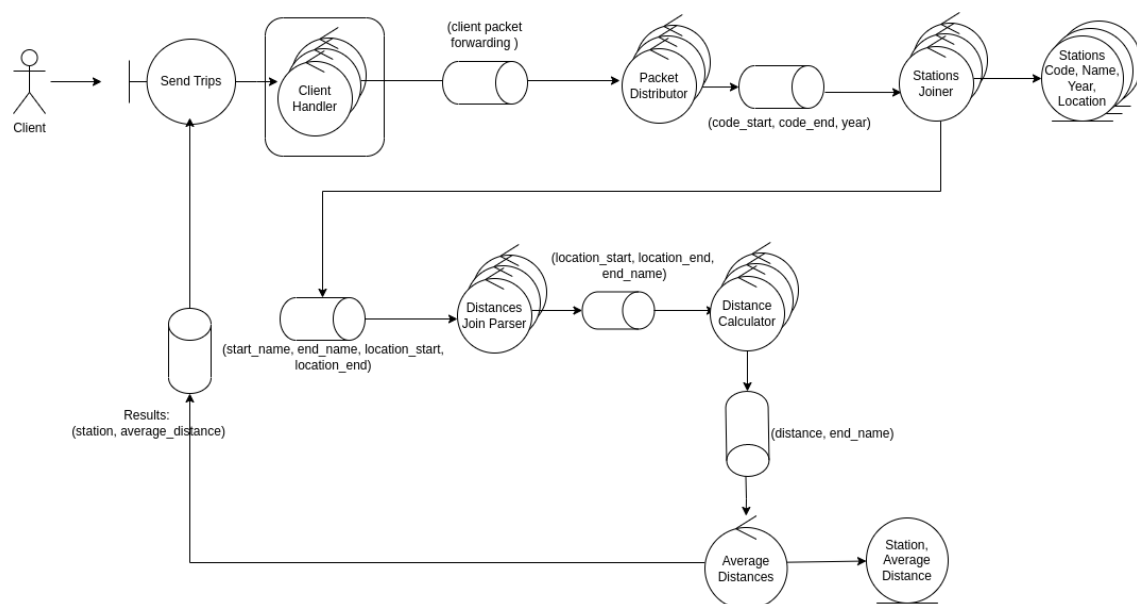 (client packet
forwarding )
Client
Send Trips
Client
Handler
Packet
Distributor
(code_start, code_end, year)
Stations
Joiner
Stations
Code, Name,
Year,
Location
(start_name, end_name, location_start,
location_end)
Distances
Join Parser
(location_start, location_end,
end_name)
Distance
Calculator
Results:
(station, average_distance)
(distance, end_name)
Average
Distances
Station,
Average
Distance